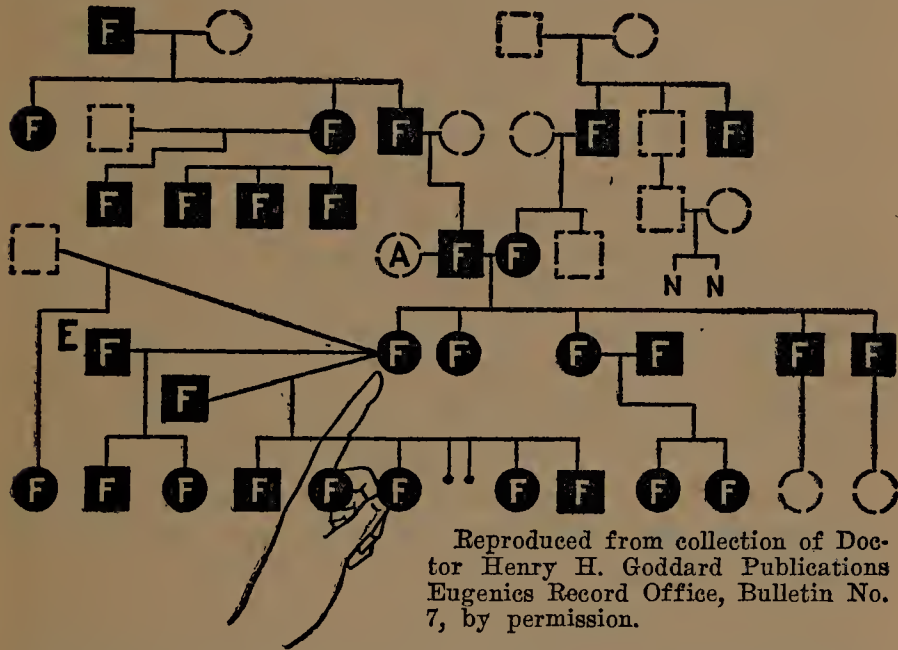 F
F F F F F
F F F F
A F F
N N
E F F F F F F F
F
F F F F F F F F F F
Reproduced from collection of Doc-
tor Henry H. Goddard Publications
Eugenics Record Office, Bulletin No.
7, by permission.